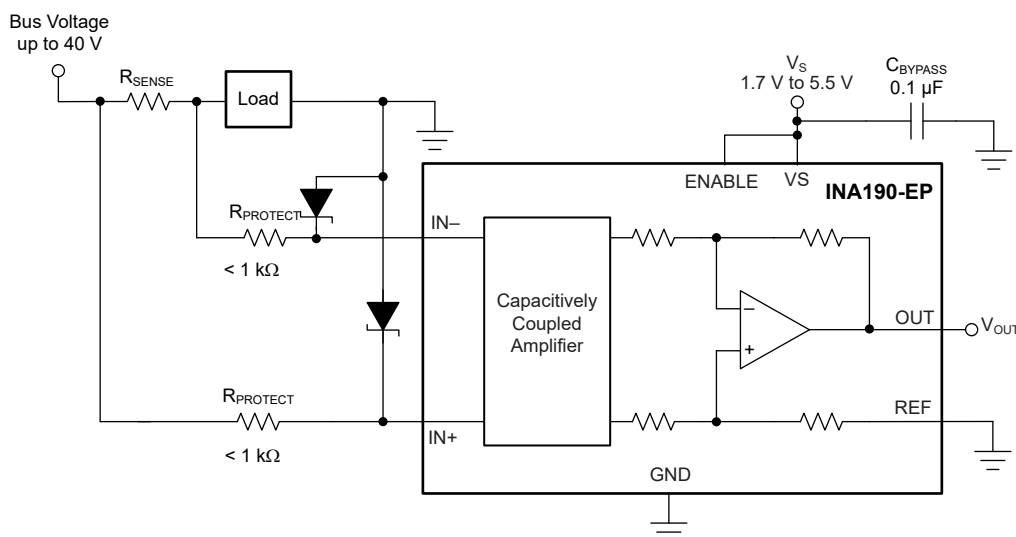 Bus Voltage
up to 40 V
RSENSE
Load
VS
1.7 V to 5.5 V
CBYPASS
0.1 µF
ENABLE
VS
INA190-EP
RPROTECT
< 1 kΩ
IN–
Capacitively
Coupled
Amplifier
–
+
OUT
VOUT
RPROTECT
< 1 kΩ
IN+
REF
GND